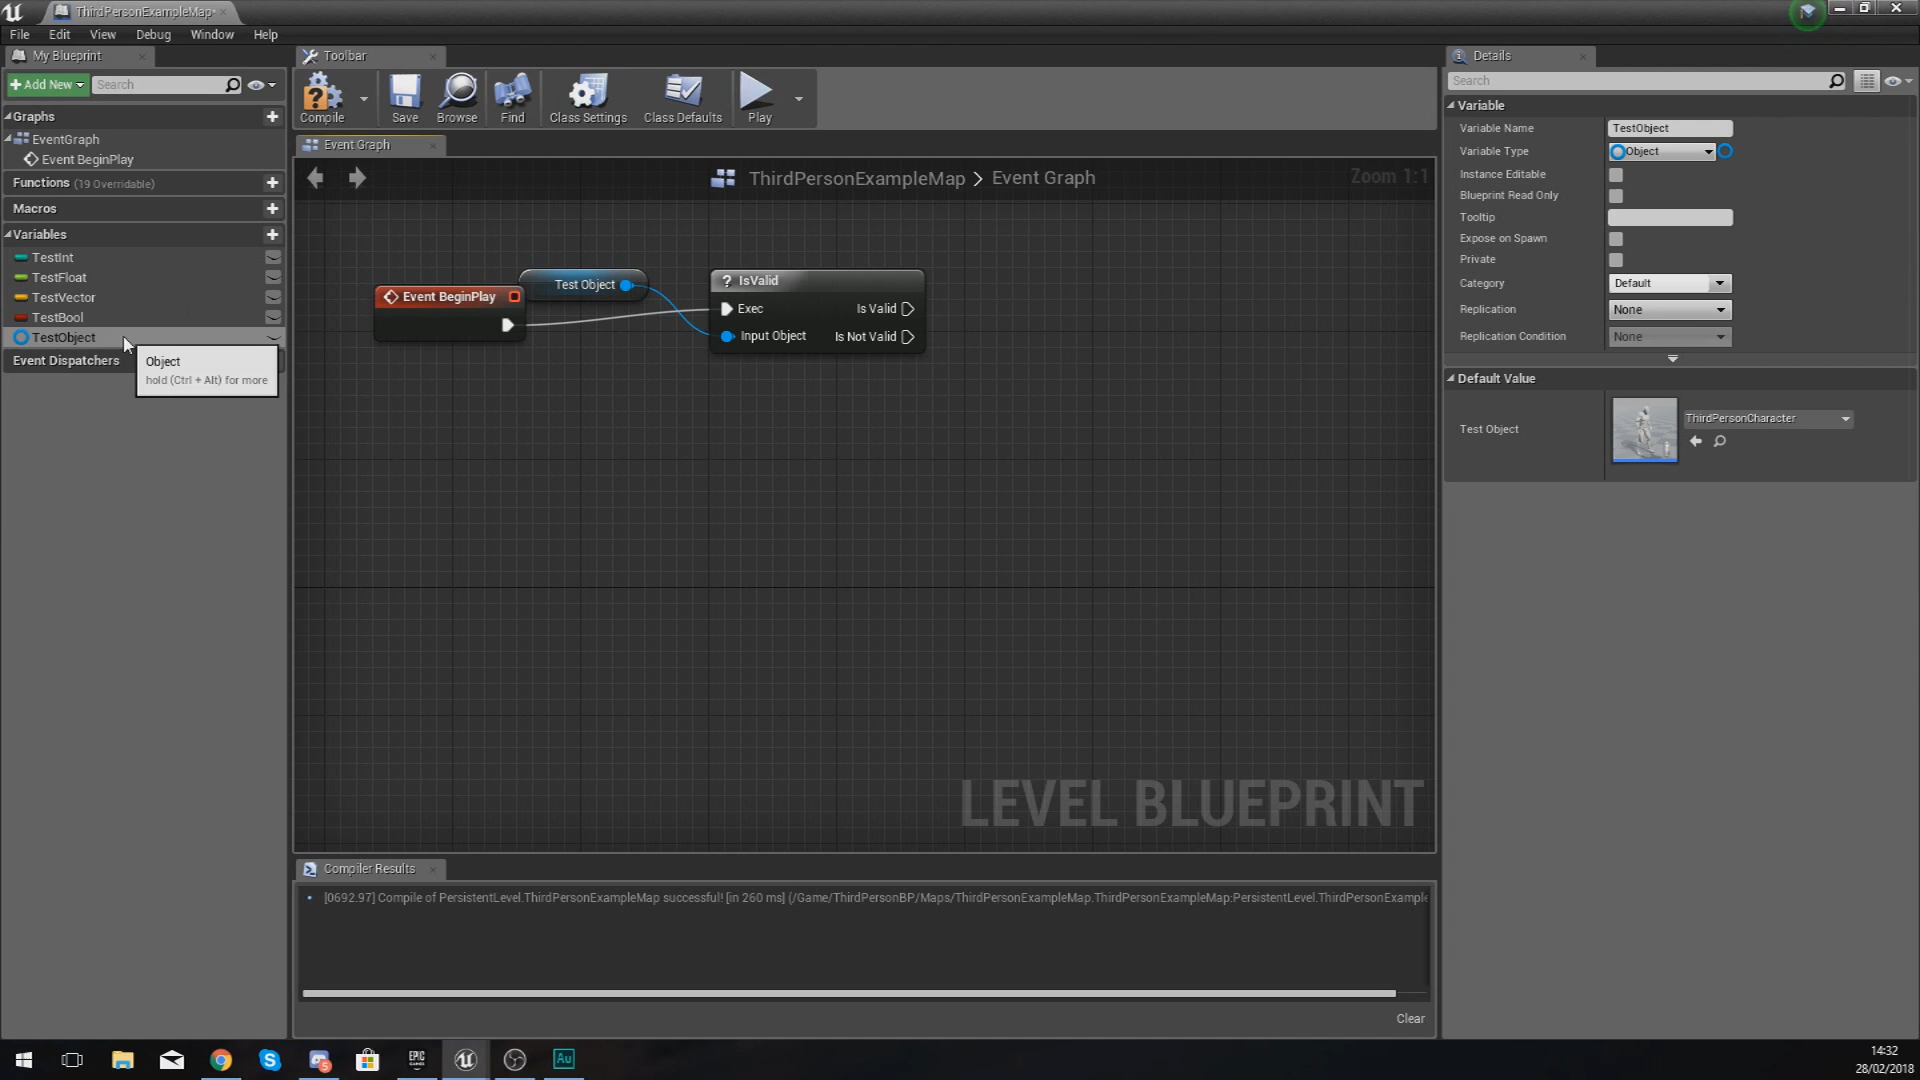 ThirdPersonExampleMap*
File Edit View Debug Window Help
My Blueprint
Toolbar
Details
Add New
Search
Compile
Save
Browse
Find
Class Settings
Class Defaults
Play
Search
Graphs
EventGraph
Event BeginPlay
Functions (19 Overridable)
Macros
Variables
TestInt
TestFloat
TestVector
TestBool
TestObject
Event Dispatchers
Object
hold (Ctrl + Alt) for more
Event Graph
ThirdPersonExampleMap > Event Graph
Zoom 1:1
Event BeginPlay
Test Object
? IsValid
Exec
Is Valid
Input Object
Is Not Valid
LEVEL BLUEPRINT
Variable
Variable Name
TestObject
Variable Type
Object
Instance Editable
Blueprint Read Only
Tooltip
Expose on Spawn
Private
Category
Default
Replication
None
Replication Condition
None
Default Value
Test Object
ThirdPersonCharacter
Compiler Results
[0692.97] Compile of PersistentLevel.ThirdPersonExampleMap successful! [in 260 ms] (/Game/ThirdPersonBP/Maps/ThirdPersonExampleMap.ThirdPersonExampleMap:PersistentLevel.ThirdPersonExample
Clear
EPIC
GAMES
5
Au
14:32
28/02/2018